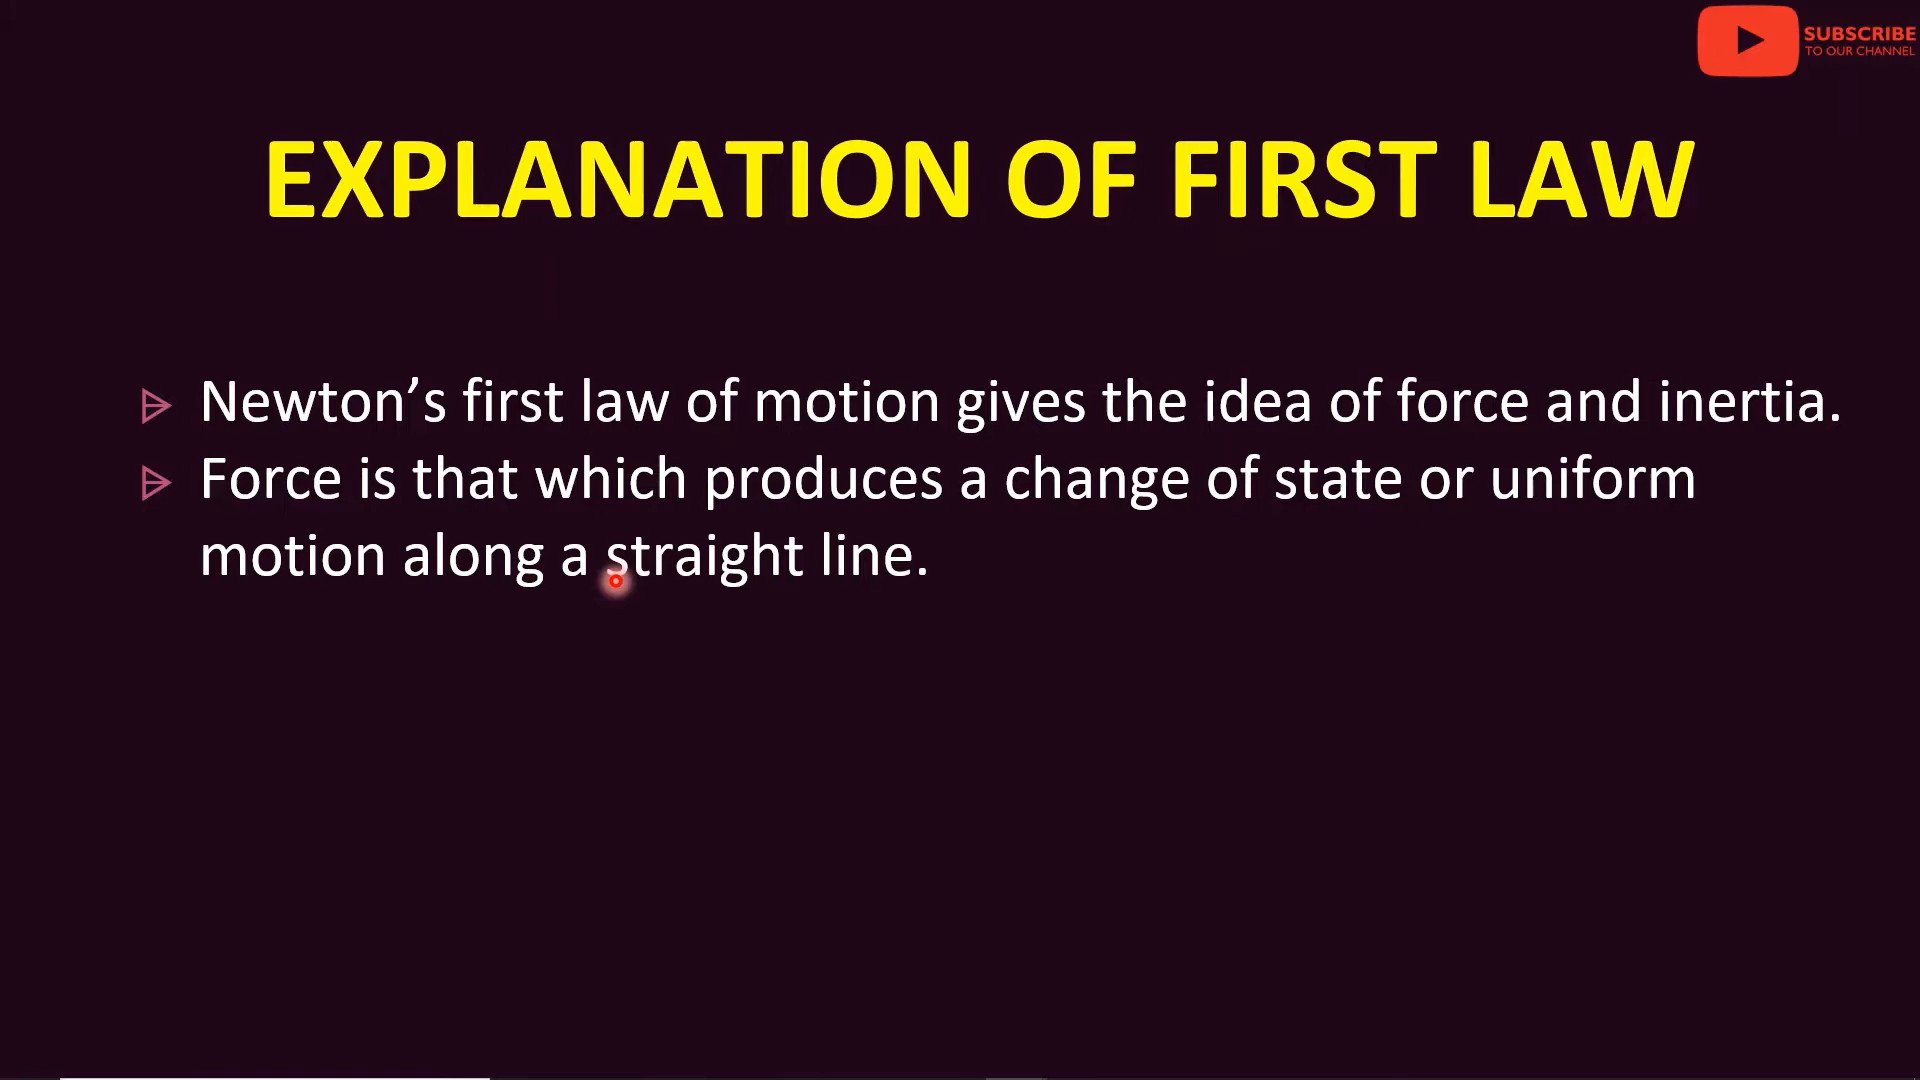 SUBSCRIBE
TO OUR CHANNEL
EXPLANATION OF FIRST LAW
Newton’s first law of motion gives the idea of force and inertia.
Force is that which produces a change of state or uniform
motion along a straight line.